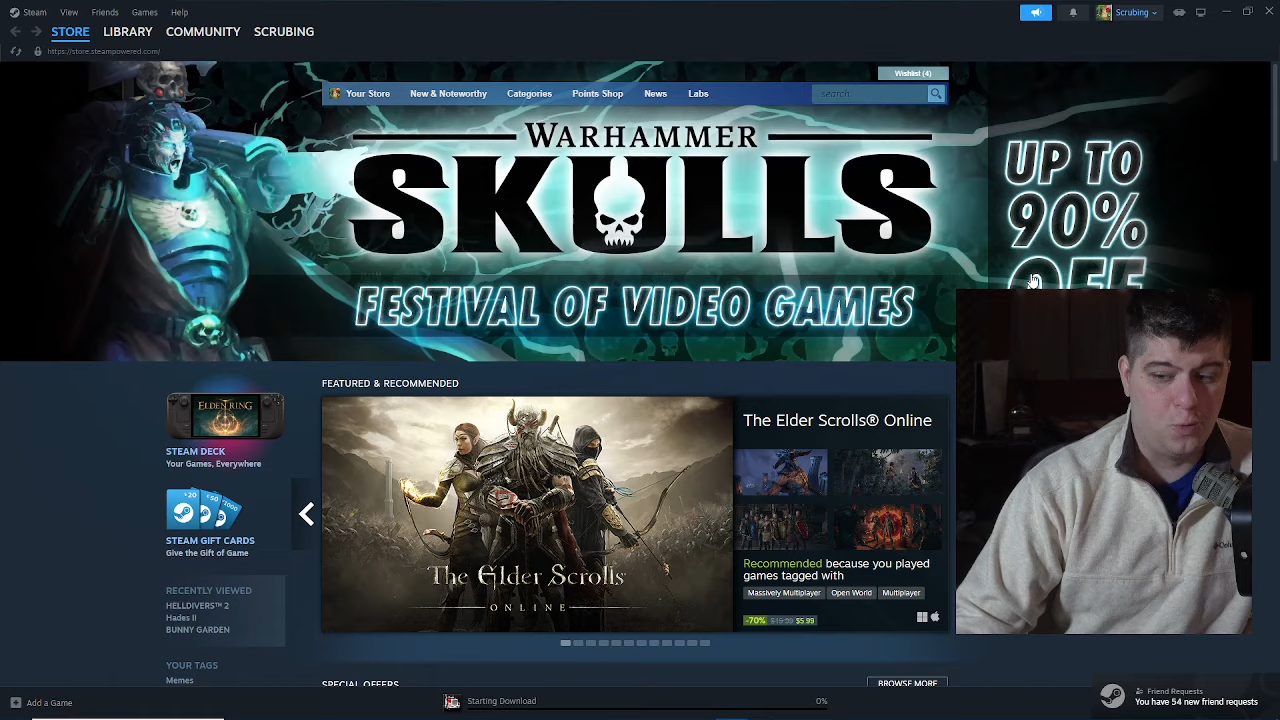 Steam View Friends Games Help
Scrubing
STORE LIBRARY COMMUNITY SCRUBING
https://store.steampowered.com/
Wishlist (4)
Your Store New & Noteworthy Categories Points Shop News Labs
search
WARHAMMER
SKULLS
FESTIVAL OF VIDEO GAMES
UP TO
90%
OFF
FEATURED & RECOMMENDED
ELDEN RING
STEAM DECK
Your Games, Everywhere
STEAM GIFT CARDS
Give the Gift of Game
RECENTLY VIEWED
HELLDIVERS™ 2
Hades II
BUNNY GARDEN
YOUR TAGS
Memes
The Elder Scrolls
ONLINE
The Elder Scrolls® Online
Recommended because you played
games tagged with
Massively Multiplayer Open World Multiplayer
-70% $19.99 $5.99
SPECIAL OFFERS
BROWSE MORE
Add a Game
Starting Download
0%
Friend Requests
You have 54 new friend requests